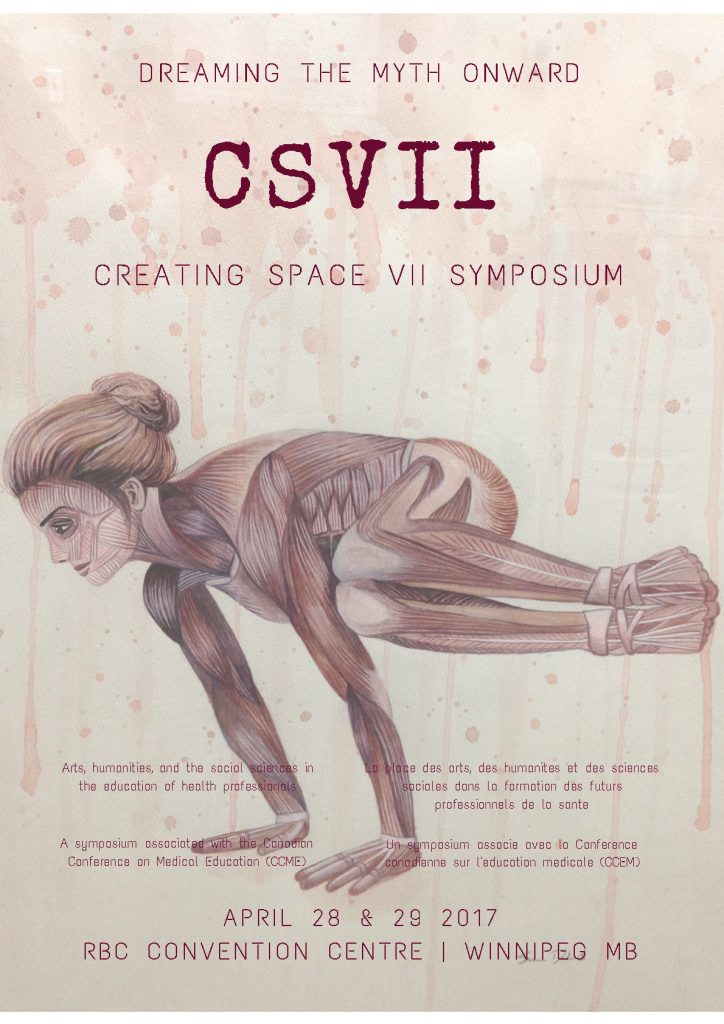 DREAMING THE MYTH ONWARD
CSVII
CREATING SPACE VII SYMPOSIUM
Arts, humanities, and the social sciences in
the education of health professionals
La place des arts, des humanites et des sciences
sociales dans la formation des futurs
professionnels de la sante
A symposium associated with the Canadian
Conference on Medical Education (CCME)
Un symposium associe avec la Conference
canadienne sur l'education medicale (CCEM)
APRIL 28 & 29 2017
RBC CONVENTION CENTRE | WINNIPEG MB